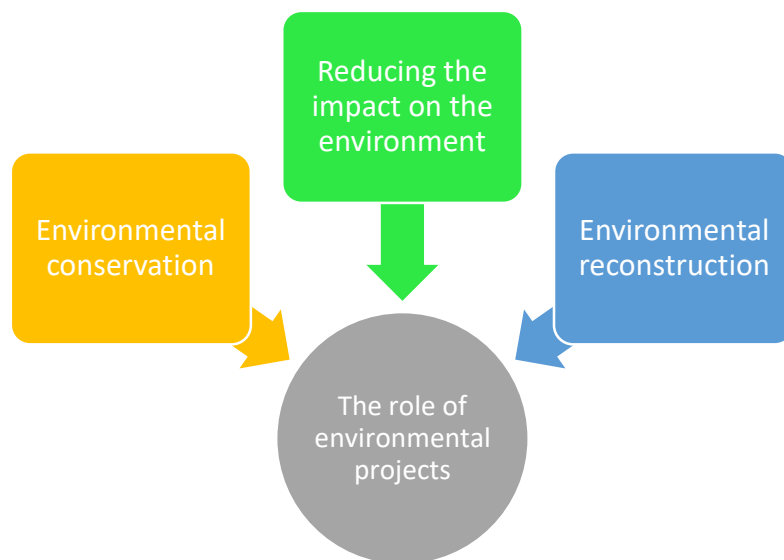 Reducing the
impact on the
environment
Environmental
conservation
Environmental
reconstruction
The role of
environmental
projects